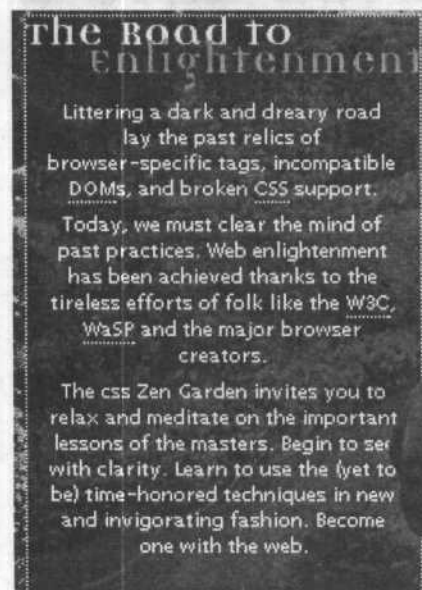 The Road to
Enlightenment
Littering a dark and dreary road
lay the past relics of
browser-specific tags, incompatible
DOMs, and broken CSS support.
Today, we must clear the mind of
past practices. Web enlightenment
has been achieved thanks to the
tireless efforts of folk like the W3C,
WaSP and the major browser
creators.
The css Zen Garden invites you to
relax and meditate on the important
lessons of the masters. Begin to see
with clarity. Learn to use the (yet to
be) time-honored techniques in new
and invigorating fashion. Become
one with the web.